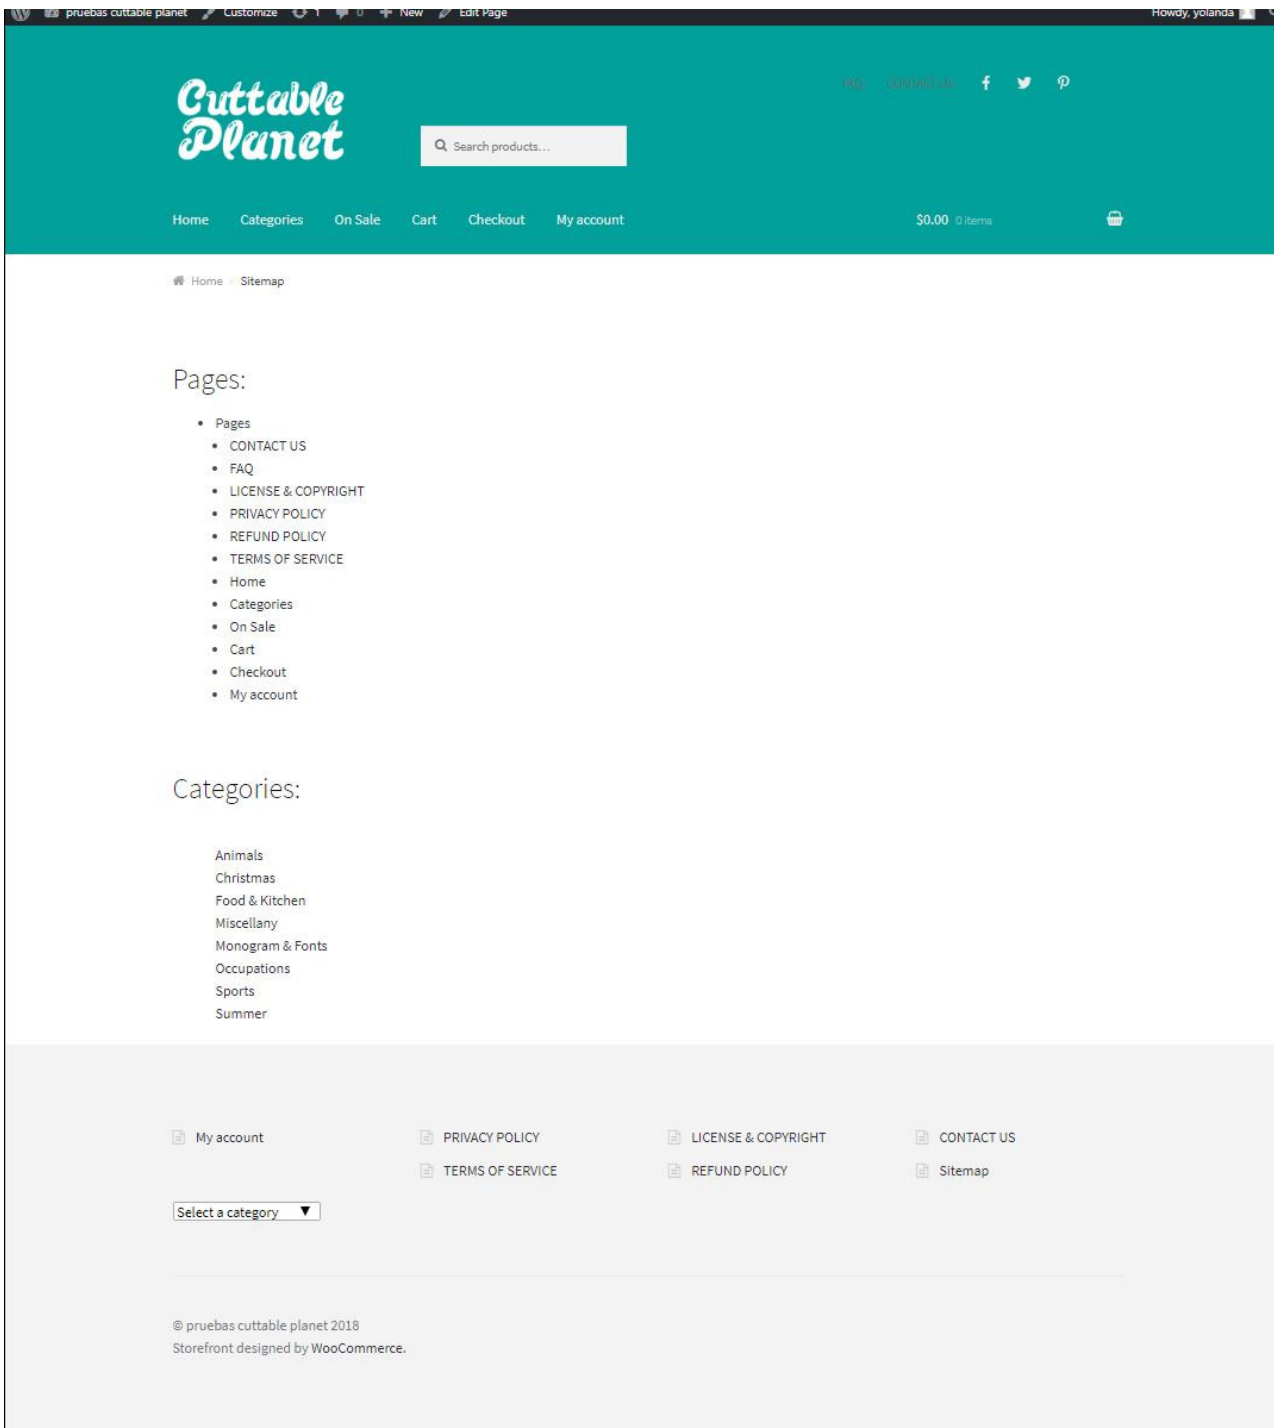 pruebas cuttable planet Customize 1 0 New Edit Page Howdy, yolanda
FAQ CONTACT US
Cuttable
Planet
Search products...
Home Categories On Sale Cart Checkout My account $0.00 0 items
Home Sitemap
Pages:
Pages
CONTACT US
FAQ
LICENSE & COPYRIGHT
PRIVACY POLICY
REFUND POLICY
TERMS OF SERVICE
Home
Categories
On Sale
Cart
Checkout
My account
Categories:
Animals
Christmas
Food & Kitchen
Miscellany
Monogram & Fonts
Occupations
Sports
Summer
My account PRIVACY POLICY LICENSE & COPYRIGHT CONTACT US
TERMS OF SERVICE REFUND POLICY Sitemap
Select a category
© pruebas cuttable planet 2018
Storefront designed by WooCommerce.